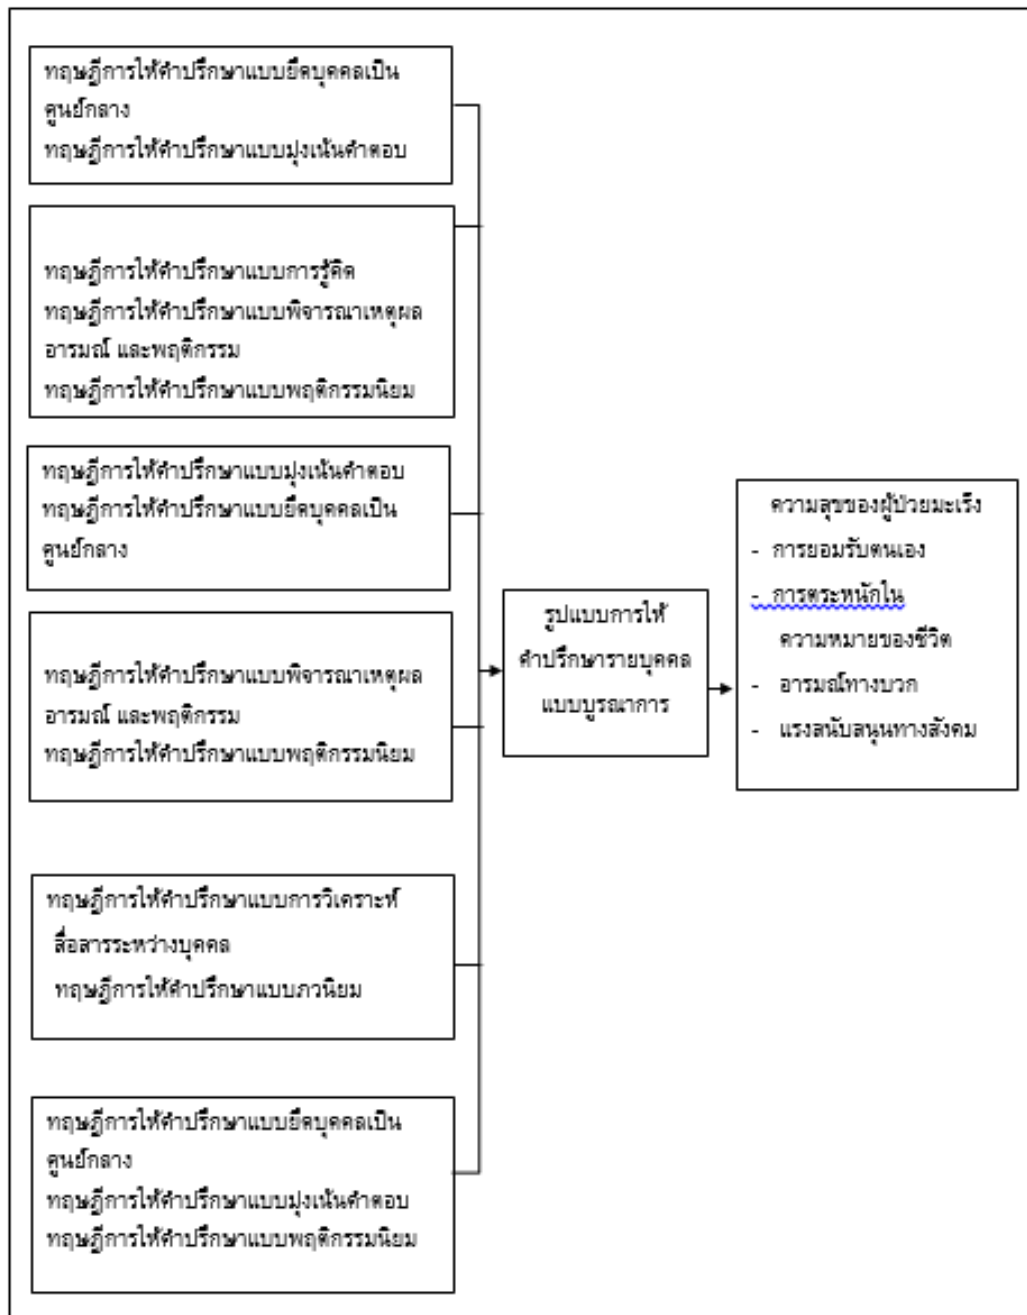 ทฤษฎีการให้คำปรึกษาแบบยึดบุคคลเป็น
ศูนย์กลาง
ทฤษฎีการให้คำปรึกษาแบบมุ่งเน้นคำตอบ
ทฤษฎีการให้คำปรึกษาแบบการรู้คิด
ทฤษฎีการให้คำปรึกษาแบบพิจารณาเหตุผล
อารมณ์ และพฤติกรรม
ทฤษฎีการให้คำปรึกษาแบบพฤติกรรมนิยม
ทฤษฎีการให้คำปรึกษาแบบมุ่งเน้นคำตอบ
ทฤษฎีการให้คำปรึกษาแบบยึดบุคคลเป็น
ศูนย์กลาง
ทฤษฎีการให้คำปรึกษาแบบพิจารณาเหตุผล
อารมณ์ และพฤติกรรม
ทฤษฎีการให้คำปรึกษาแบบพฤติกรรมนิยม
ทฤษฎีการให้คำปรึกษาแบบการวิเคราะห์
สื่อสารระหว่างบุคคล
ทฤษฎีการให้คำปรึกษาแบบภวนิยม
ทฤษฎีการให้คำปรึกษาแบบยึดบุคคลเป็น
ศูนย์กลาง
ทฤษฎีการให้คำปรึกษาแบบมุ่งเน้นคำตอบ
ทฤษฎีการให้คำปรึกษาแบบพฤติกรรมนิยม
รูปแบบการให้
คำปรึกษารายบุคคล
แบบบูรณาการ
ความสุขของผู้ป่วยมะเร็ง
- การยอมรับตนเอง
- การตระหนักใน
ความหมายของชีวิต
- อารมณ์ทางบวก
- แรงสนับสนุนทางสังคม